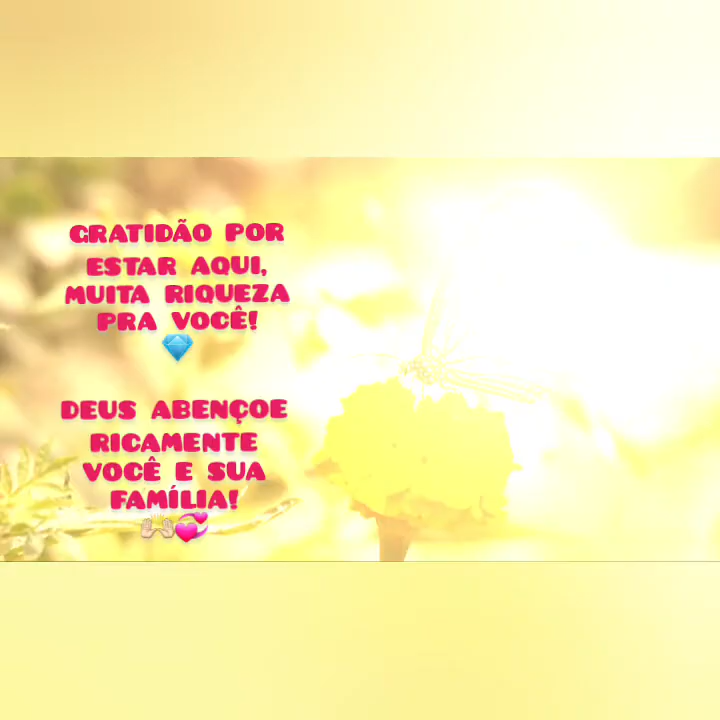 GRATIDÃO POR
ESTAR AQUI,
MUITA RIQUEZA
PRA VOCÊ!
💎
DEUS ABENÇOE
RICAMENTE
VOCÊ E SUA
FAMÍLIA!
🙌🏼💞